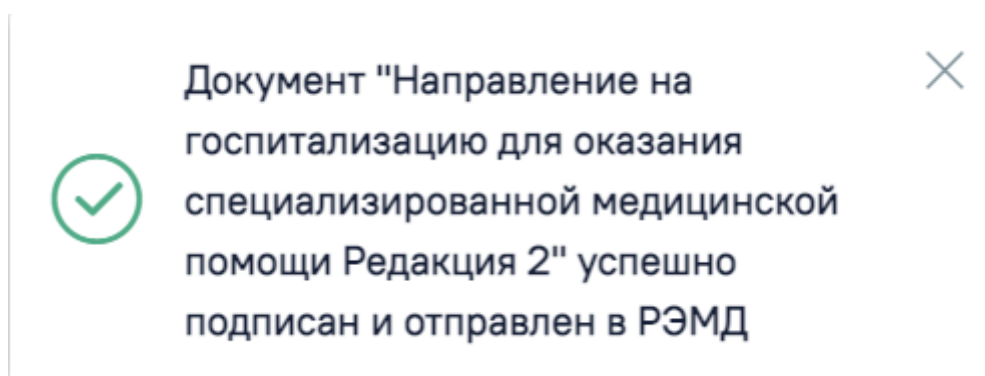 Документ "Направление на
госпитализацию для оказания
специализированной медицинской
помощи Редакция 2" успешно
подписан и отправлен в РЭМД